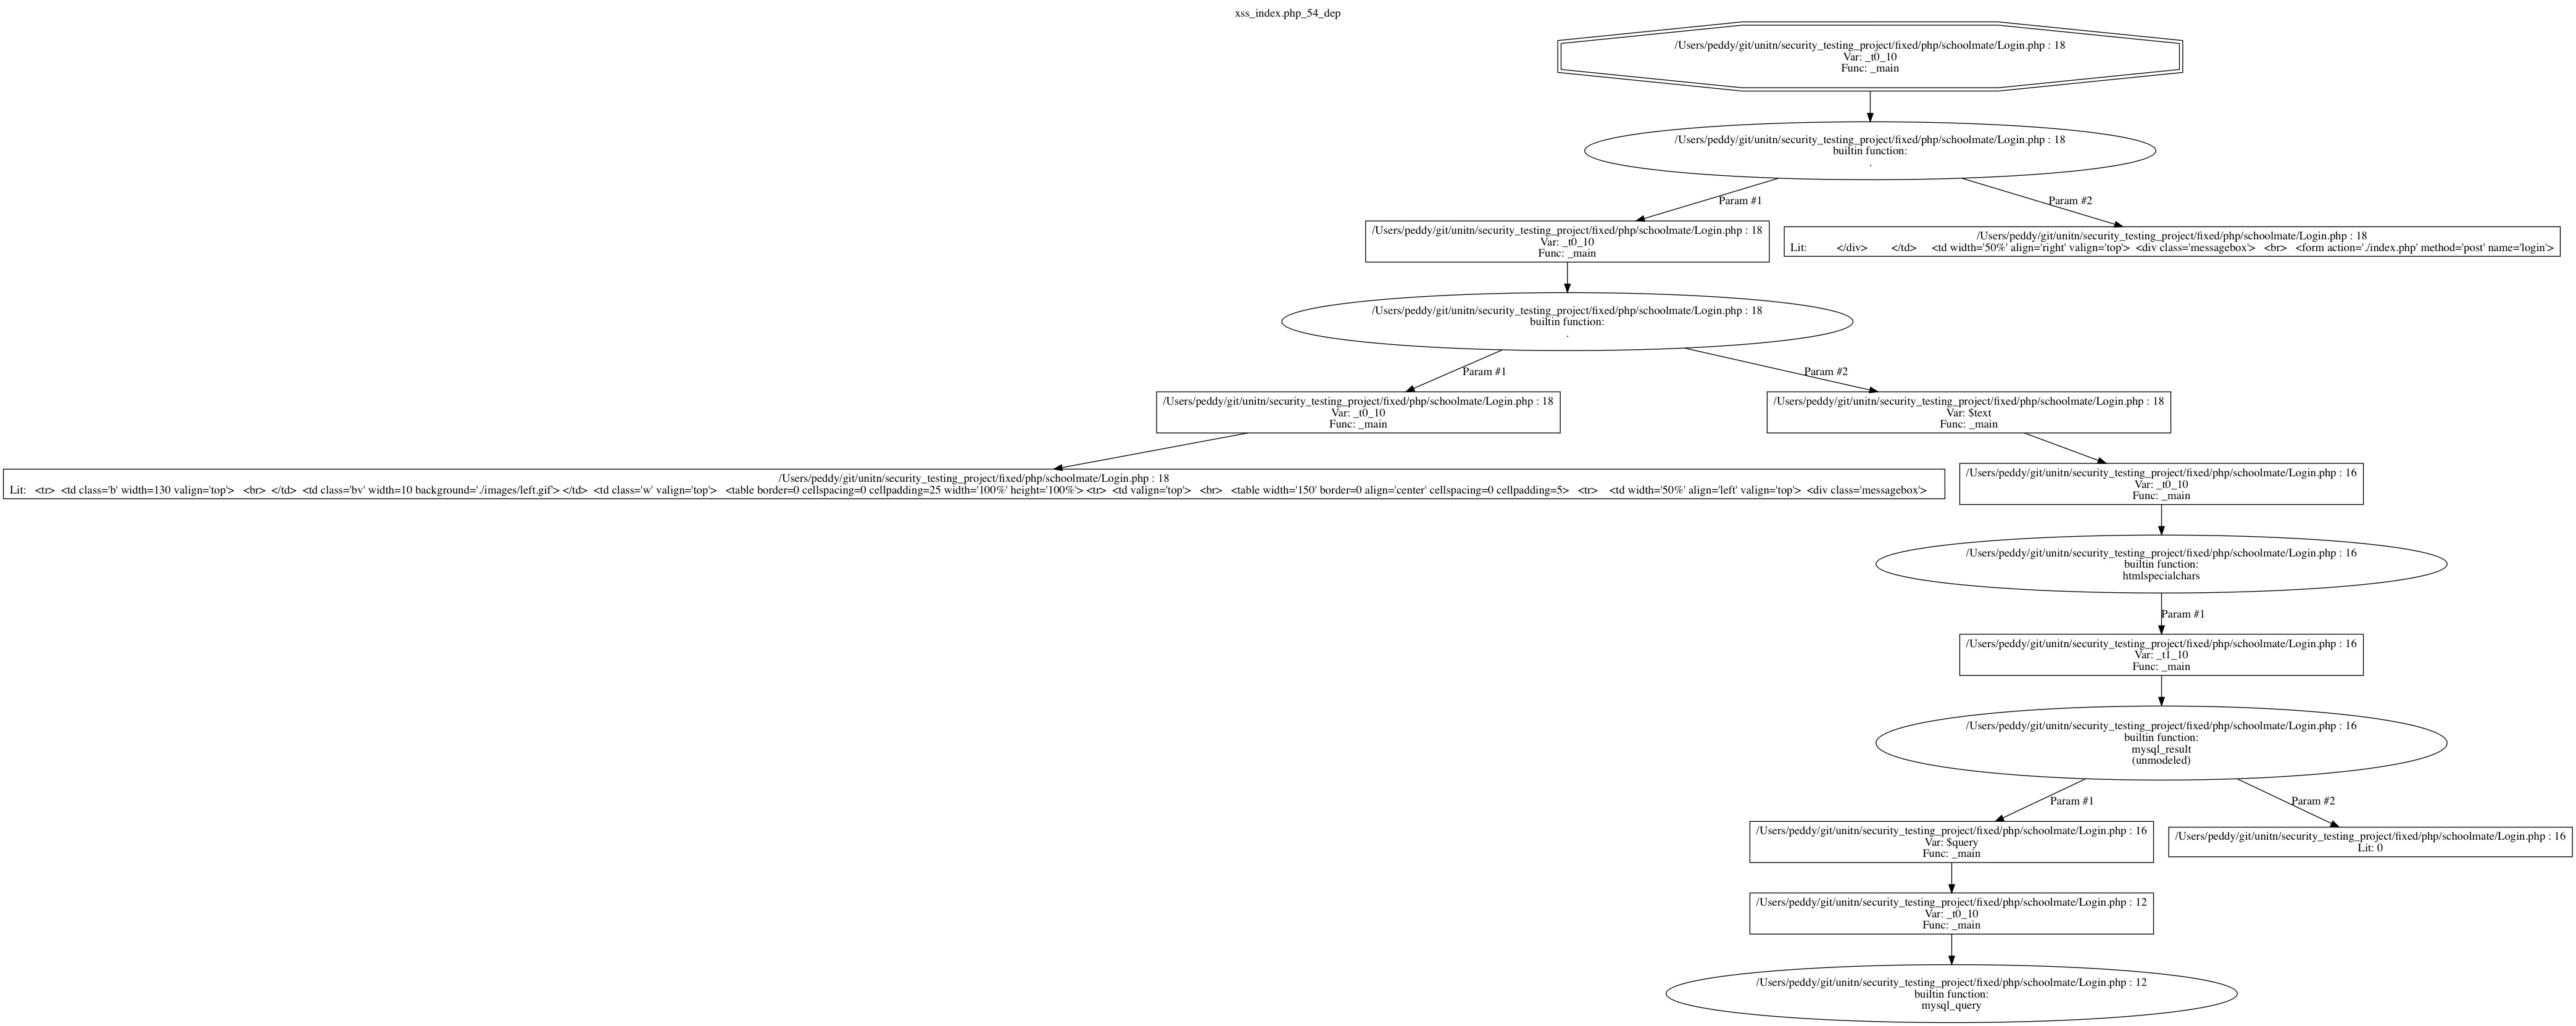 xss_index.php_54_dep
/Users/peddy/git/unitn/security_testing_project/fixed/php/schoolmate/Login.php : 18
Var: _t0_10
Func: _main
/Users/peddy/git/unitn/security_testing_project/fixed/php/schoolmate/Login.php : 18
builtin function:
.
Param #1
Param #2
/Users/peddy/git/unitn/security_testing_project/fixed/php/schoolmate/Login.php : 18
Var: _t0_10
Func: _main
/Users/peddy/git/unitn/security_testing_project/fixed/php/schoolmate/Login.php : 18
Lit:          </div>        </td>     <td width='50%' align='right' valign='top'>  <div class='messagebox'>   <br>   <form action='./index.php' method='post' name='login'>
/Users/peddy/git/unitn/security_testing_project/fixed/php/schoolmate/Login.php : 18
builtin function:
.
Param #1
Param #2
/Users/peddy/git/unitn/security_testing_project/fixed/php/schoolmate/Login.php : 18
Var: _t0_10
Func: _main
/Users/peddy/git/unitn/security_testing_project/fixed/php/schoolmate/Login.php : 18
Var: $text
Func: _main
/Users/peddy/git/unitn/security_testing_project/fixed/php/schoolmate/Login.php : 18
Lit:   <tr>  <td class='b' width=130 valign='top'>   <br>  </td>  <td class='bv' width=10 background='./images/left.gif'> </td>  <td class='w' valign='top'>   <table border=0 cellspacing=0 cellpadding=25 width='100%' height='100%'> <tr>  <td valign='top'>   <br>   <table width='150' border=0 align='center' cellspacing=0 cellpadding=5>   <tr>    <td width='50%' align='left' valign='top'>  <div class='messagebox'>
/Users/peddy/git/unitn/security_testing_project/fixed/php/schoolmate/Login.php : 16
Var: _t0_10
Func: _main
/Users/peddy/git/unitn/security_testing_project/fixed/php/schoolmate/Login.php : 16
builtin function:
htmlspecialchars
Param #1
/Users/peddy/git/unitn/security_testing_project/fixed/php/schoolmate/Login.php : 16
Var: _t1_10
Func: _main
/Users/peddy/git/unitn/security_testing_project/fixed/php/schoolmate/Login.php : 16
builtin function:
mysql_result
(unmodeled)
Param #1
Param #2
/Users/peddy/git/unitn/security_testing_project/fixed/php/schoolmate/Login.php : 16
Var: $query
Func: _main
/Users/peddy/git/unitn/security_testing_project/fixed/php/schoolmate/Login.php : 16
Lit: 0
/Users/peddy/git/unitn/security_testing_project/fixed/php/schoolmate/Login.php : 12
Var: _t0_10
Func: _main
/Users/peddy/git/unitn/security_testing_project/fixed/php/schoolmate/Login.php : 12
builtin function:
mysql_query